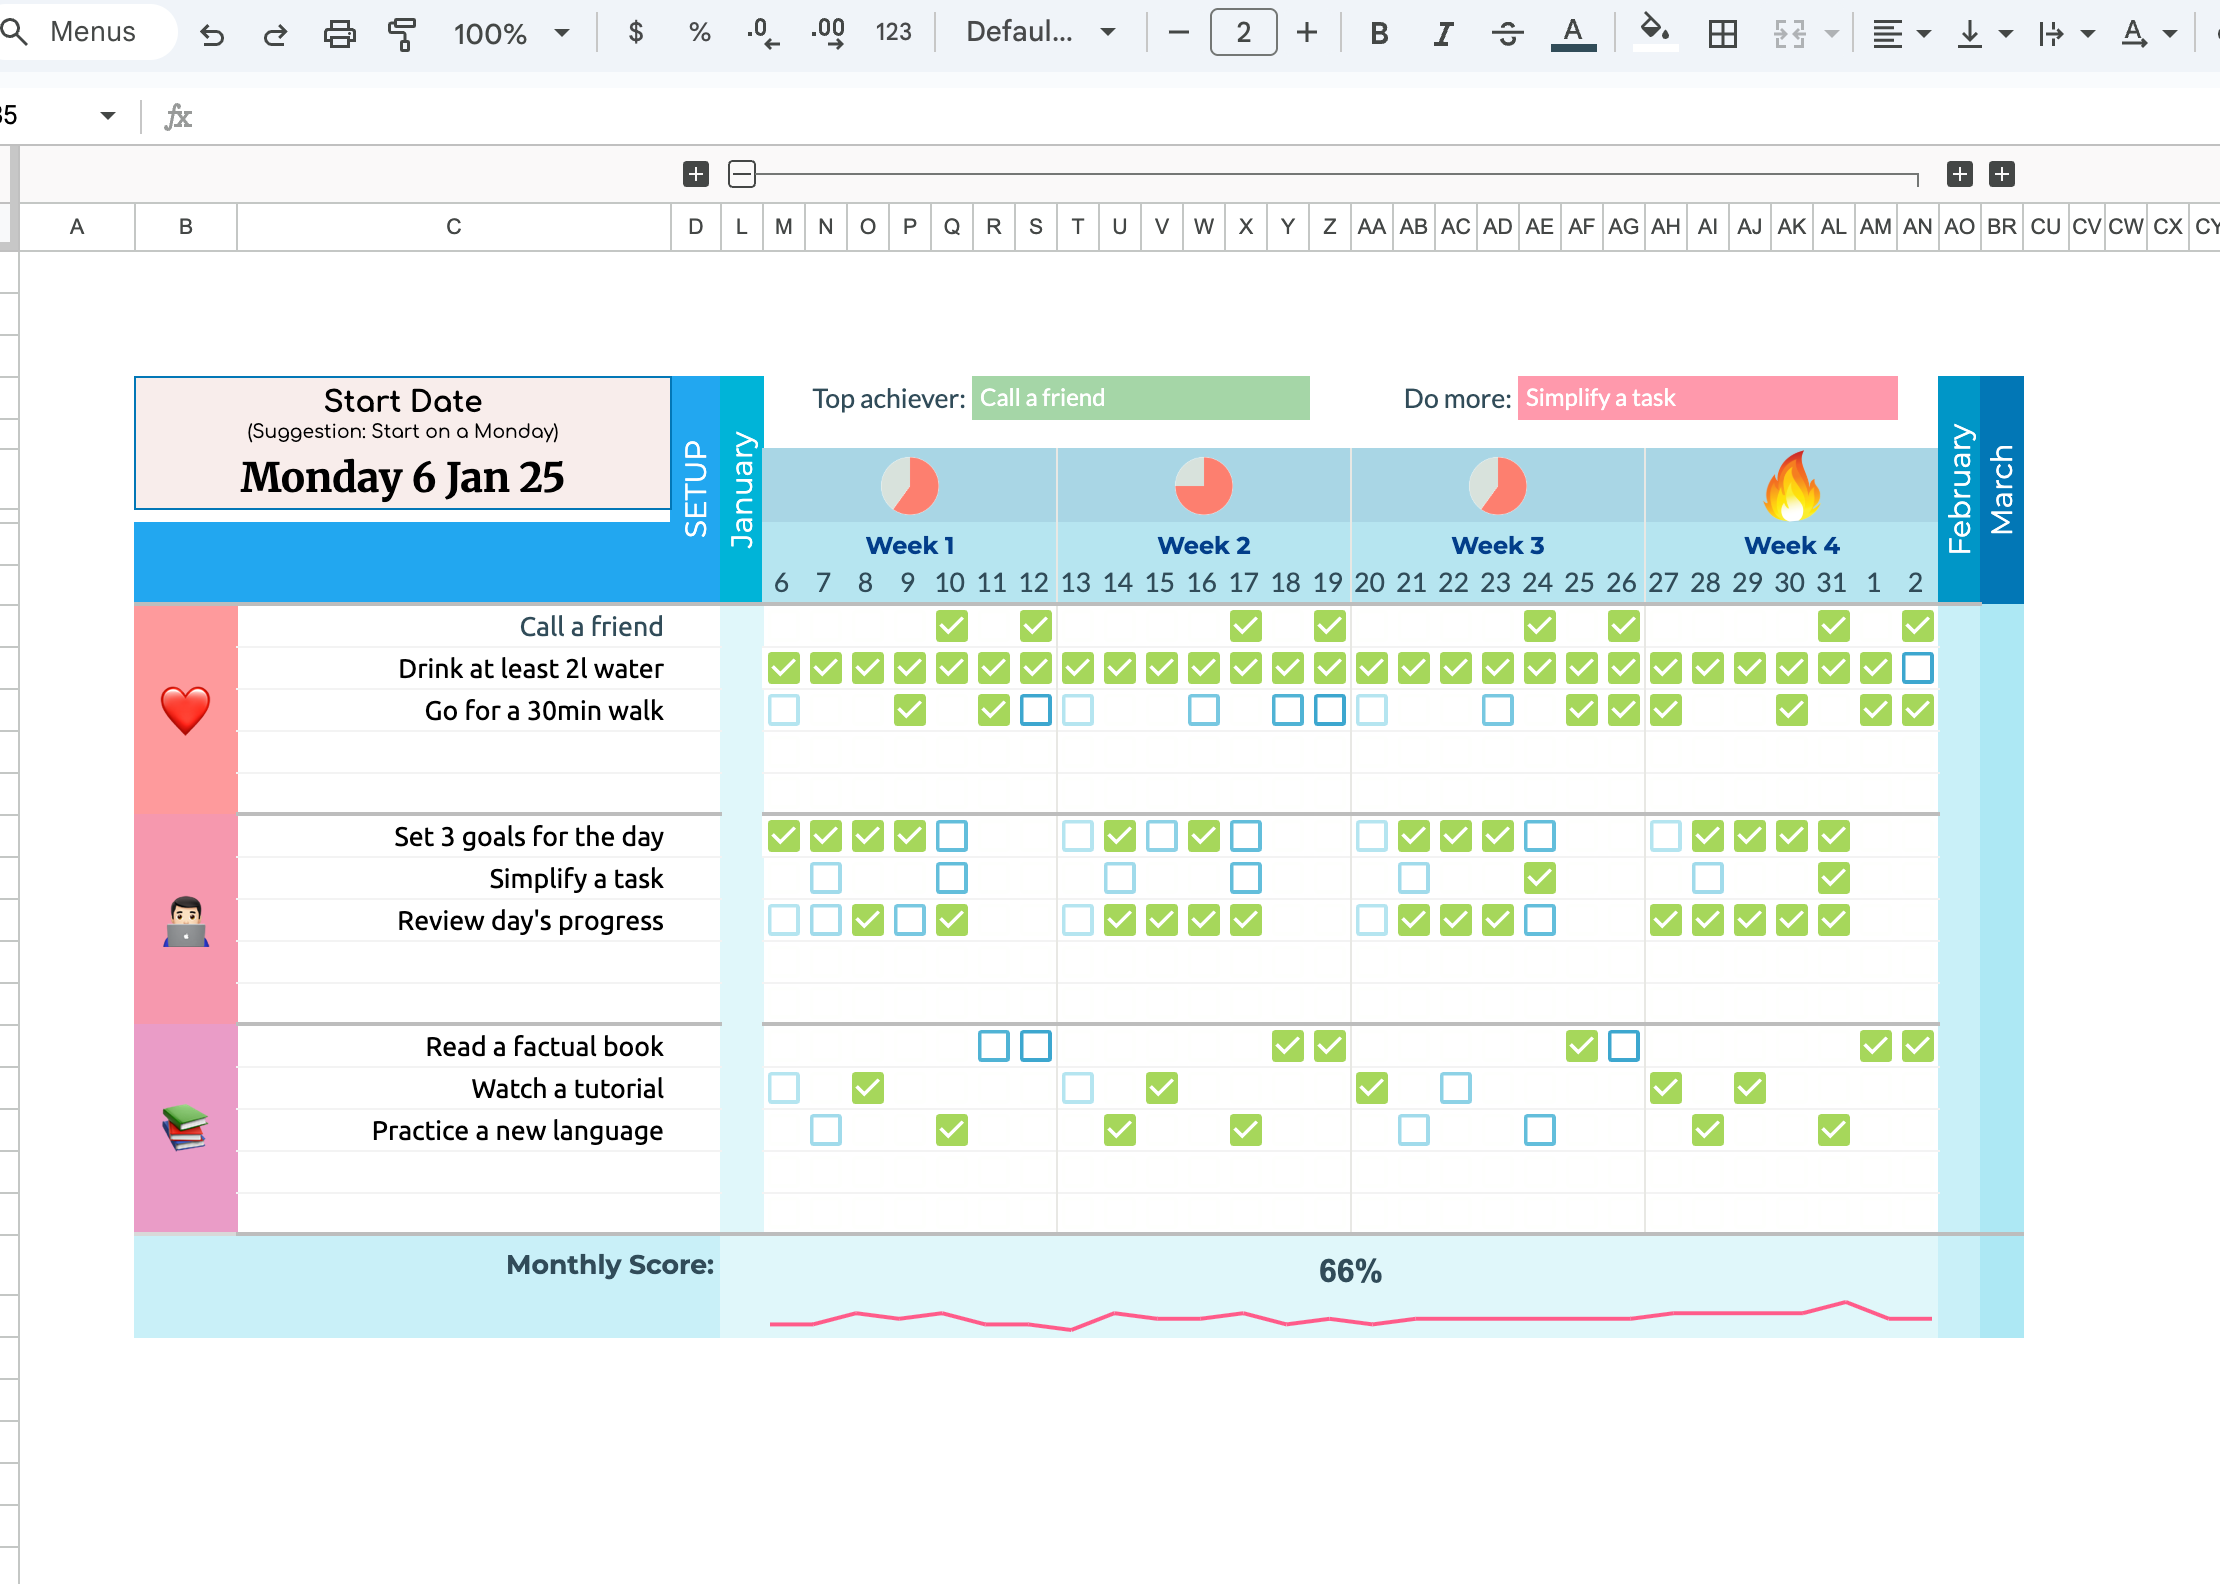 Menus 100% $ % .0 .00 123 Defaul... 2 B I S A A
35 fx
A B C D L M N O P Q R S T U V W X Y Z AA AB AC AD AE AF AG AH AI AJ AK AL AM AN AO BR CU CV CW CX CY
Start Date
(Suggestion: Start on a Monday)
Monday 6 Jan 25
SETUP
January
Top achiever: Call a friend
Do more: Simplify a task
February
March
Week 1 Week 2 Week 3 Week 4
6 7 8 9 10 11 12 13 14 15 16 17 18 19 20 21 22 23 24 25 26 27 28 29 30 31 1 2
Call a friend
Drink at least 2l water
Go for a 30min walk
Set 3 goals for the day
Simplify a task
Review day's progress
Read a factual book
Watch a tutorial
Practice a new language
Monthly Score: 66%